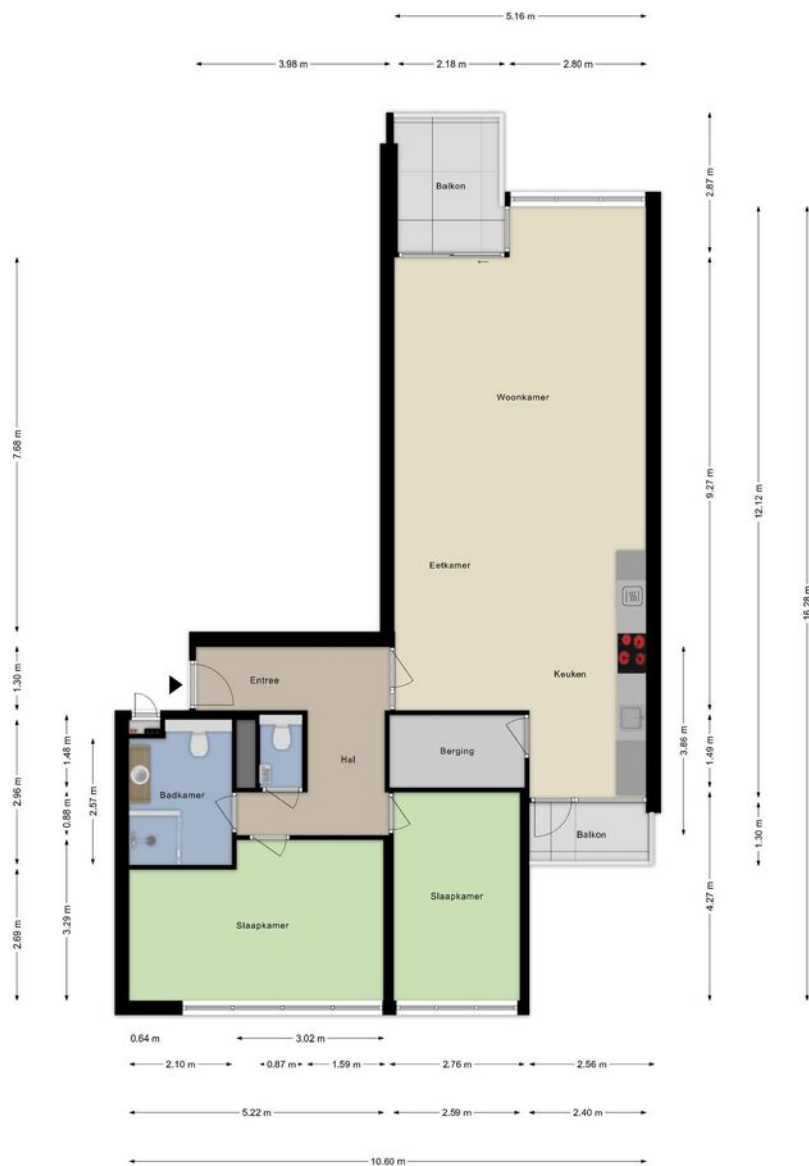 5.16 m
3.98 m
2.18 m
2.80 m
Balkon
2.87 m
Woonkamer
7.68 m
9.27 m
12.12 m
16.28 m
Eetkamer
Keuken
Entree
1.30 m
3.86 m
Hal
Berging
1.48 m
1.49 m
2.96 m
2.57 m
Badkamer
0.88 m
Balkon
1.30 m
Slaapkamer
Slaapkamer
2.69 m
3.29 m
4.27 m
0.64 m
3.02 m
2.10 m
0.87 m
1.59 m
2.76 m
2.56 m
5.22 m
2.59 m
2.40 m
10.60 m